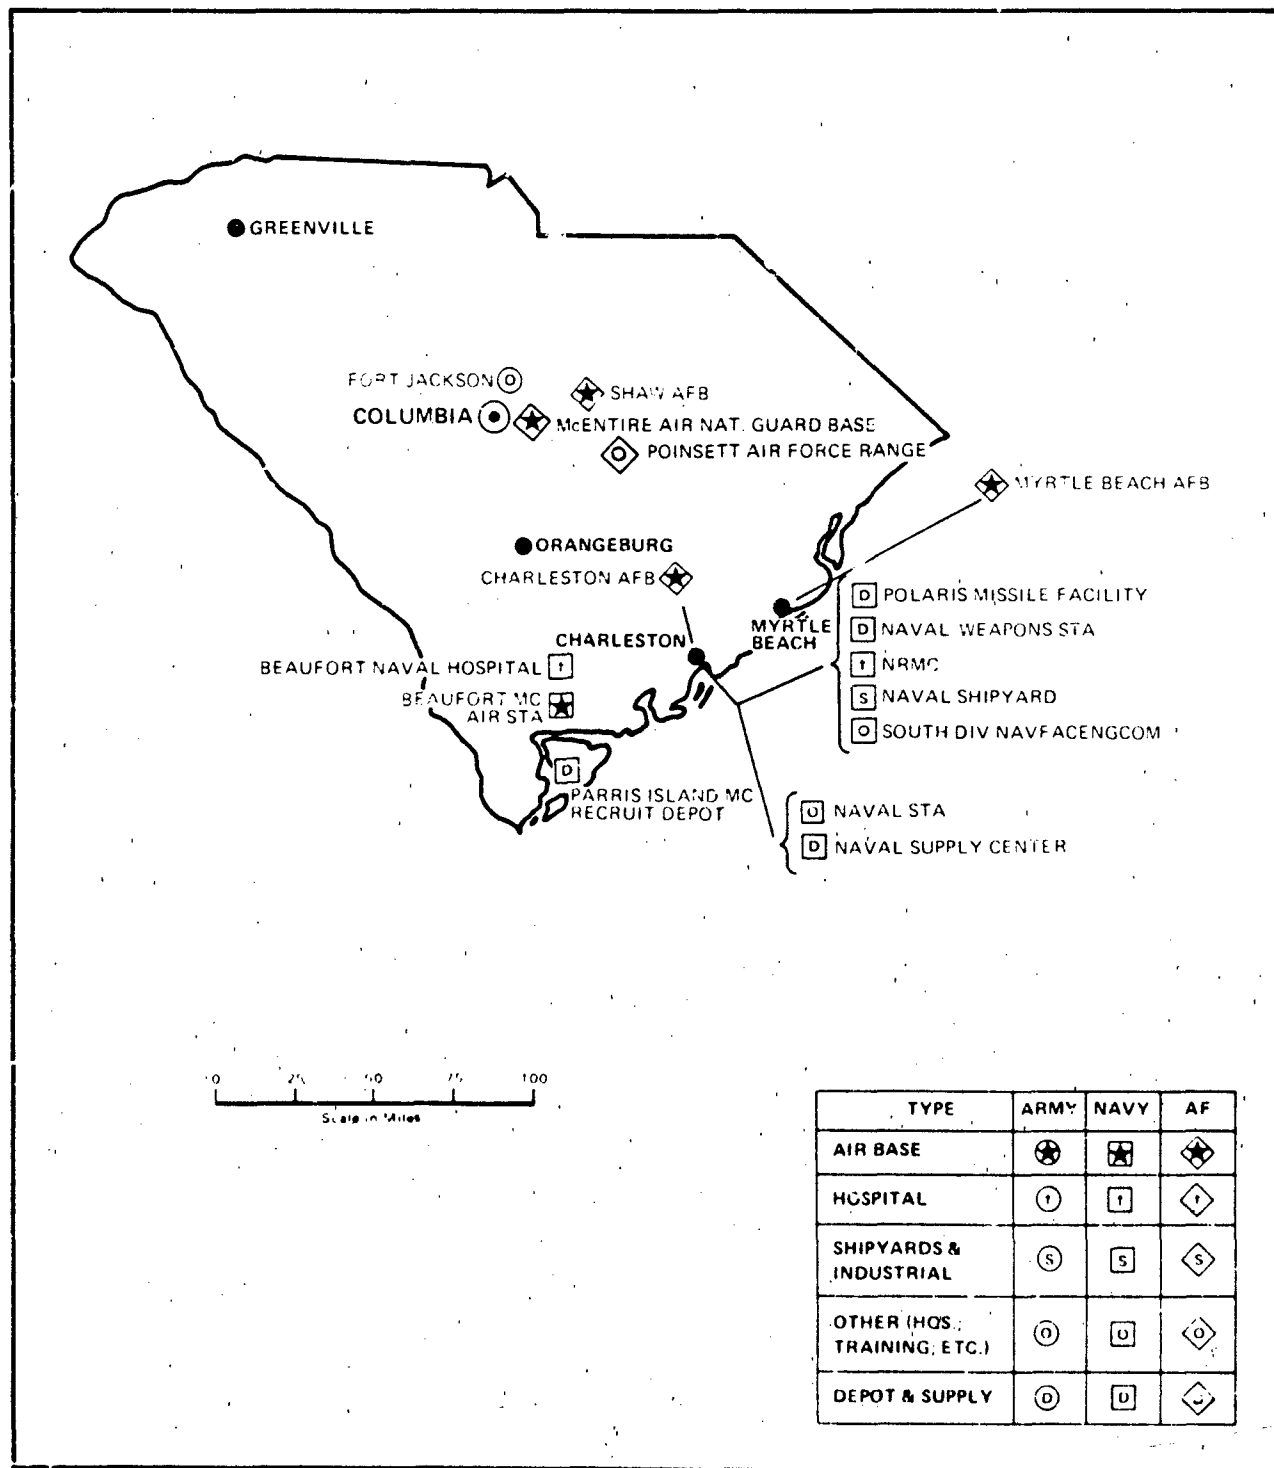 GREENVILLE
FORT JACKSON O
SHAW AFB
COLUMBIA
McENTIRE AIR NAT. GUARD BASE
O POINSETT AIR FORCE RANGE
MYRTLE BEACH AFB
ORANGEBURG
CHARLESTON AFB
D POLARIS MISSILE FACILITY
MYRTLE
BEACH
D NAVAL WEAPONS STA
CHARLESTON
BEAUFORT NAVAL HOSPITAL
NRMC
BEAUFORT MC
AIR STA
S NAVAL SHIPYARD
O SOUTH DIV NAVFACENGCOM
D
PARRIS ISLAND MC
RECRUIT DEPOT
O NAVAL STA
D NAVAL SUPPLY CENTER
0 25 50 75 100
Scale in Miles
TYPE ARMY NAVY AF
AIR BASE
HOSPITAL
SHIPYARDS &
INDUSTRIAL S S S
OTHER (HQS.;
TRAINING; ETC.) O O O
DEPOT & SUPPLY D D